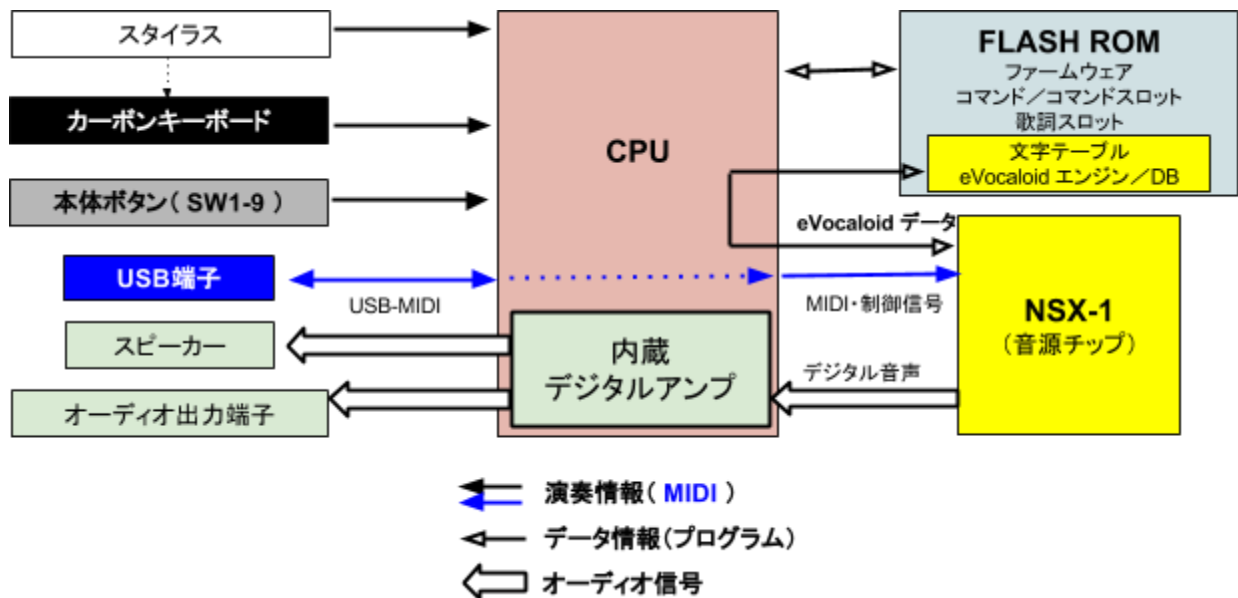 スタイラス
カーボンキーボード
本体ボタン( SW1-9 )
USB端子
USB-MIDI
スピーカー
オーディオ出力端子
CPU
内蔵
デジタルアンプ
FLASH ROM
ファームウェア
コマンド／コマンドスロット
歌詞スロット
文字テーブル
eVocaloid エンジン／DB
eVocaloid データ
MIDI・制御信号
デジタル音声
NSX-1
(音源チップ)
演奏情報( MIDI )
データ情報(プログラム)
オーディオ信号